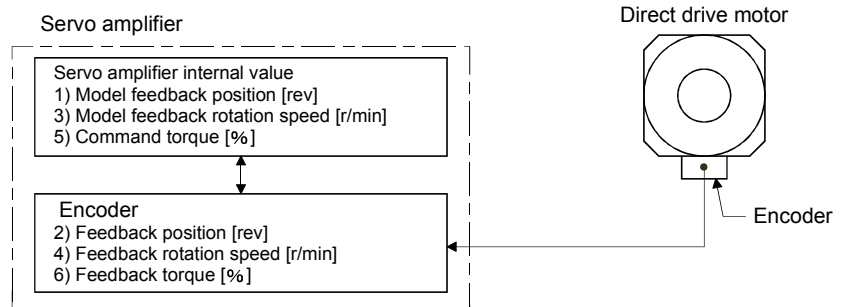 Servo amplifier
Direct drive motor
Servo amplifier internal value
1) Model feedback position [rev]
3) Model feedback rotation speed [r/min]
5) Command torque [%]
Encoder
2) Feedback position [rev]
4) Feedback rotation speed [r/min]
6) Feedback torque [%]
Encoder